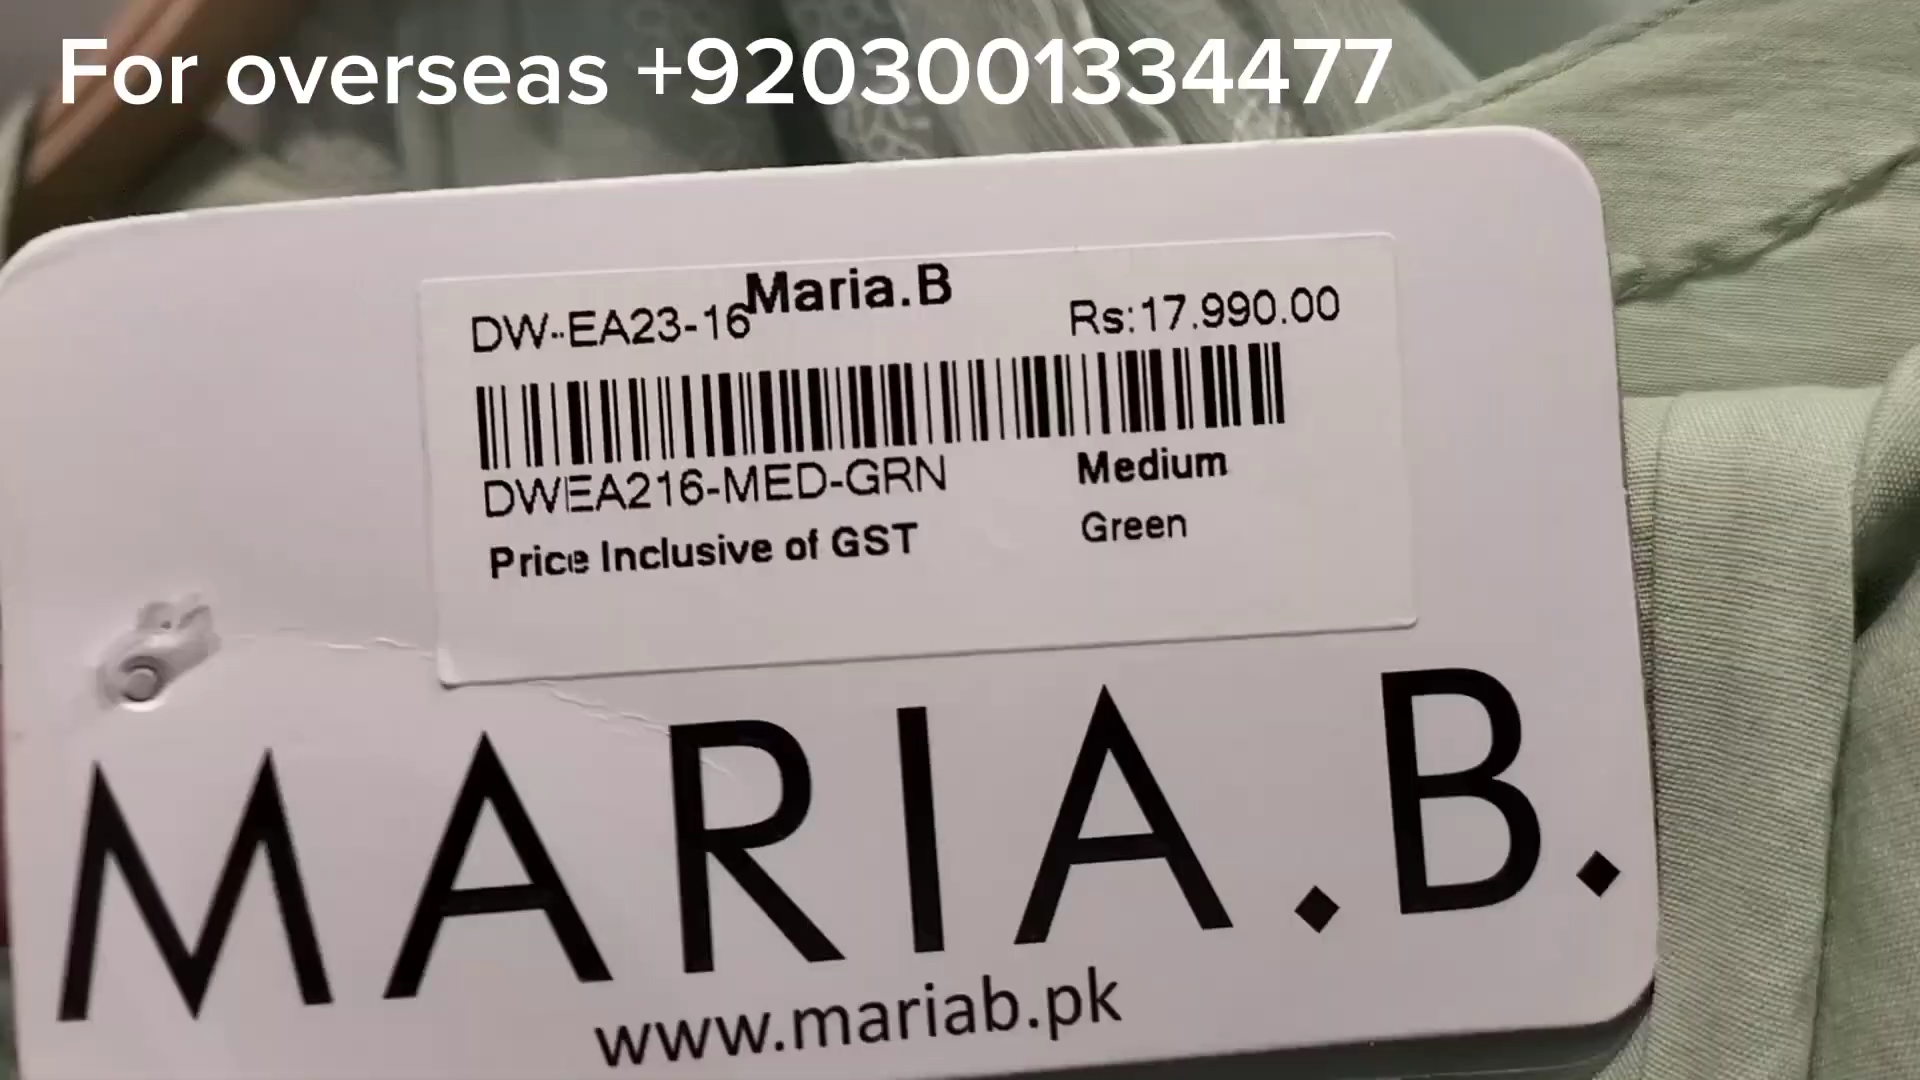 For overseas +9203001334477
Maria.B
DW-EA23-16 Rs:17.990.00
DWEA216-MED-GRN Medium
Price Inclusive of GST Green
MARIA.B.
www.mariab.pk